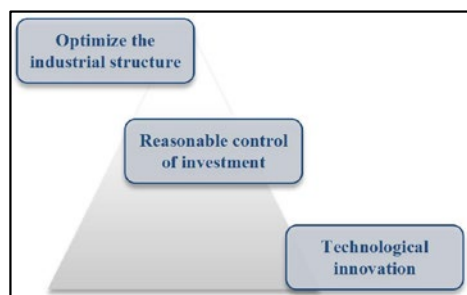 Optimize the
industrial structure
Reasonable control
of investment
Technological
innovation